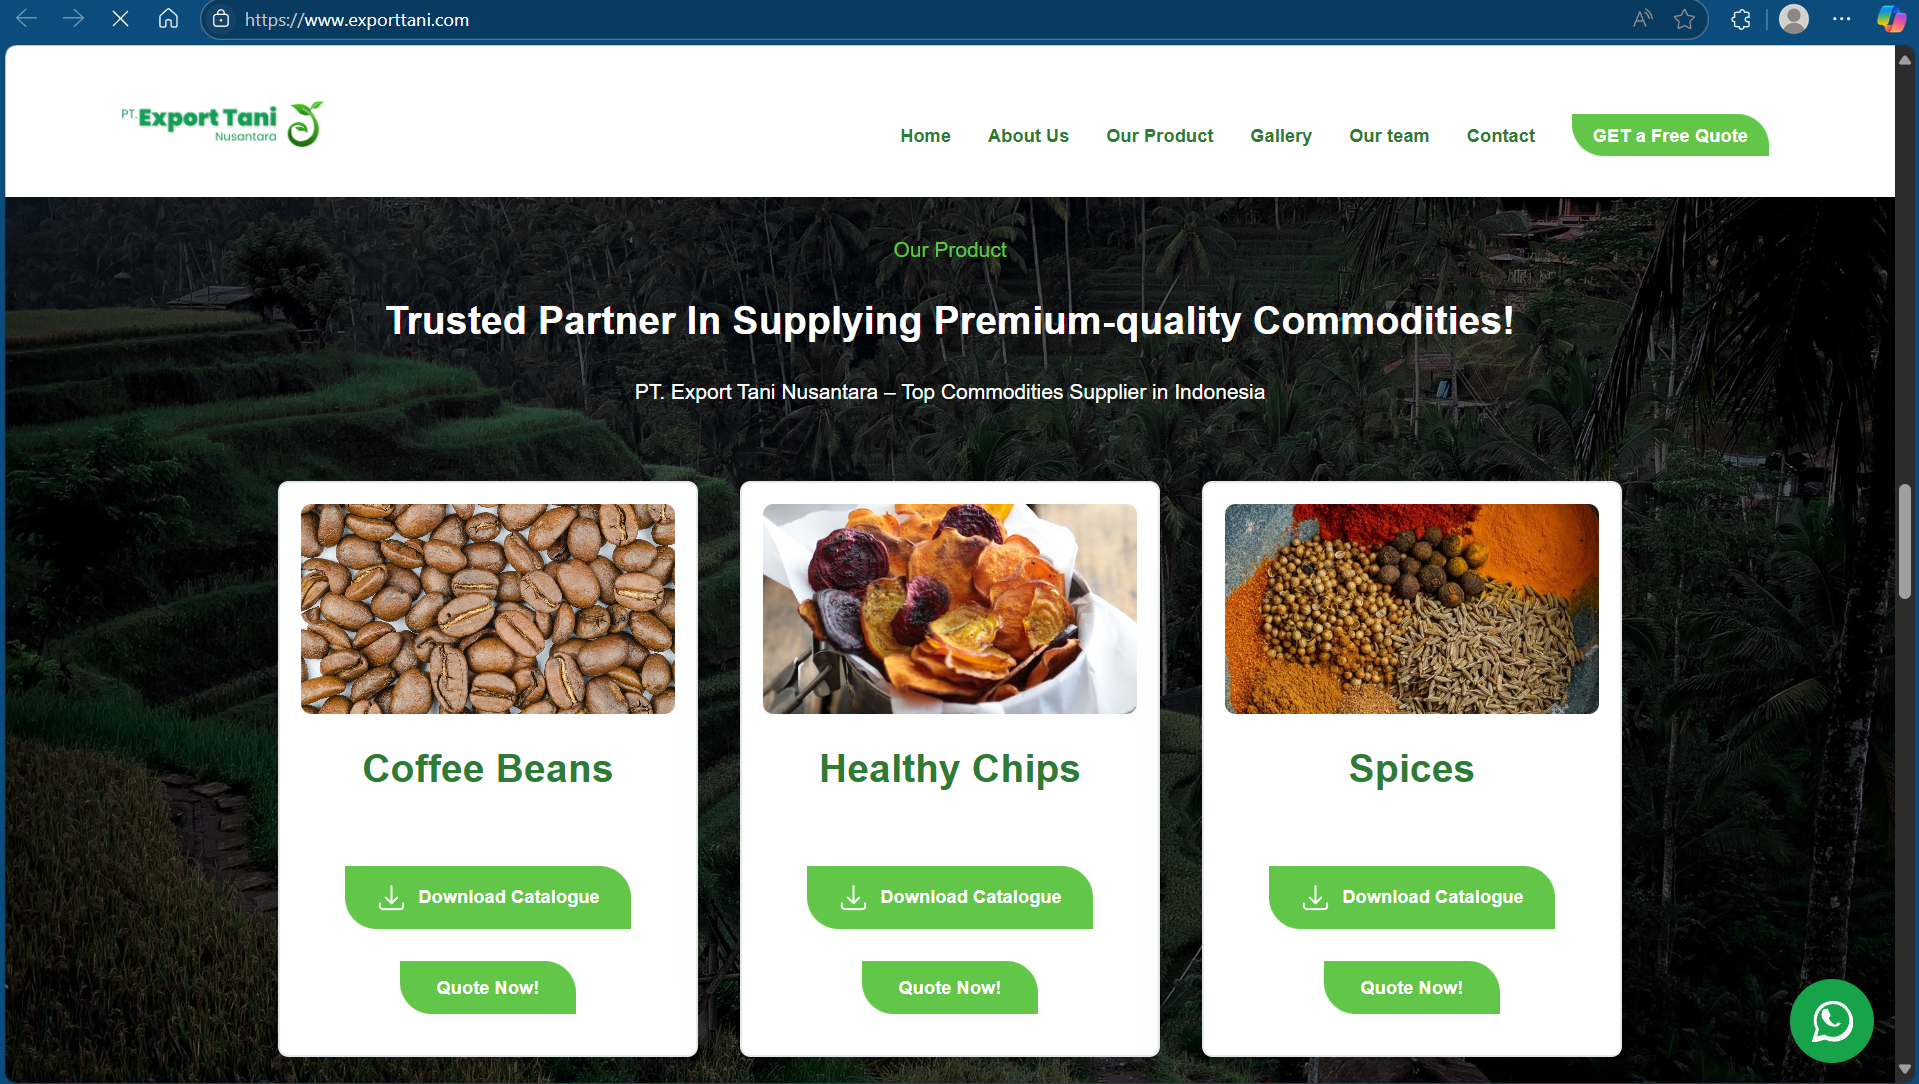 https://www.exporttani.com
PT. Export Tani
Nusantara
Home
About Us
Our Product
Gallery
Our team
Contact
GET a Free Quote
Our Product
Trusted Partner In Supplying Premium-quality Commodities!
PT. Export Tani Nusantara – Top Commodities Supplier in Indonesia
Coffee Beans
Healthy Chips
Spices
Download Catalogue
Download Catalogue
Download Catalogue
Quote Now!
Quote Now!
Quote Now!